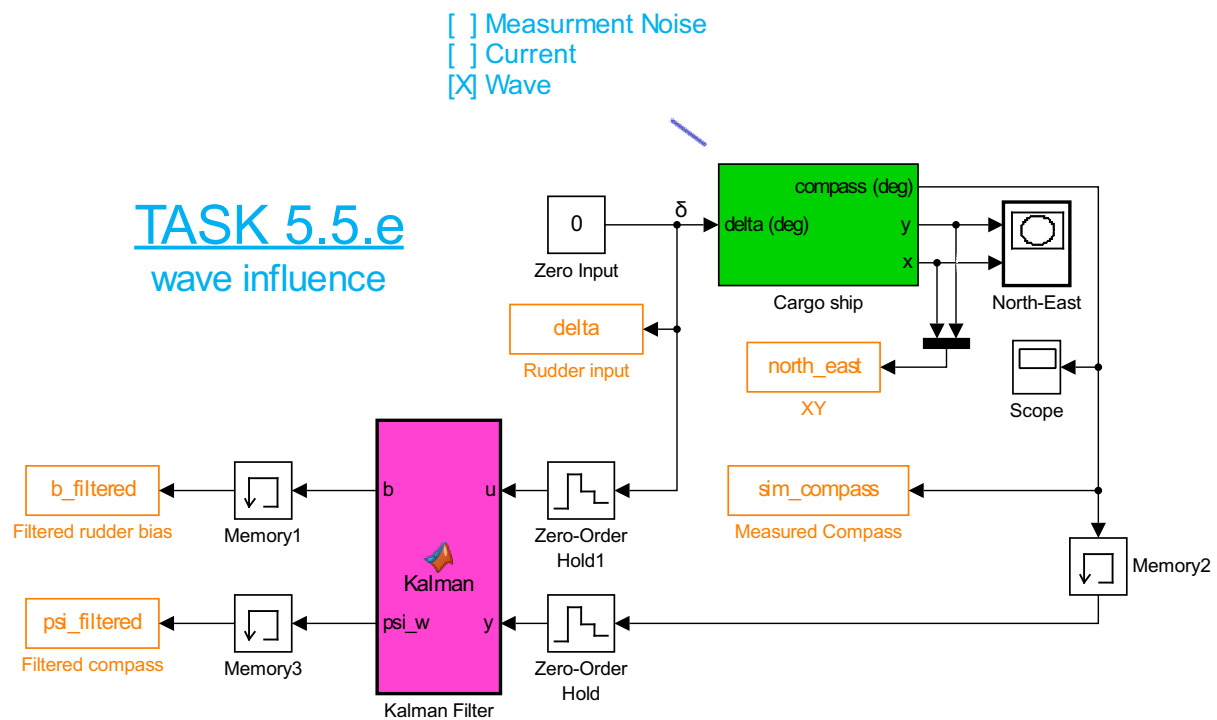 [ ] Measurment Noise
[ ] Current
[X] Wave
TASK 5.5.e
wave influence
0
Zero Input
δ
compass (deg)
delta (deg)
y
x
Cargo ship
North-East
delta
Rudder input
north_east
XY
Scope
b_filtered
Filtered rudder bias
Memory1
b
u
Zero-Order
Hold1
sim_compass
Measured Compass
Memory2
Kalman
psi_filtered
Filtered compass
Memory3
psi_w
y
Zero-Order
Hold
Kalman Filter